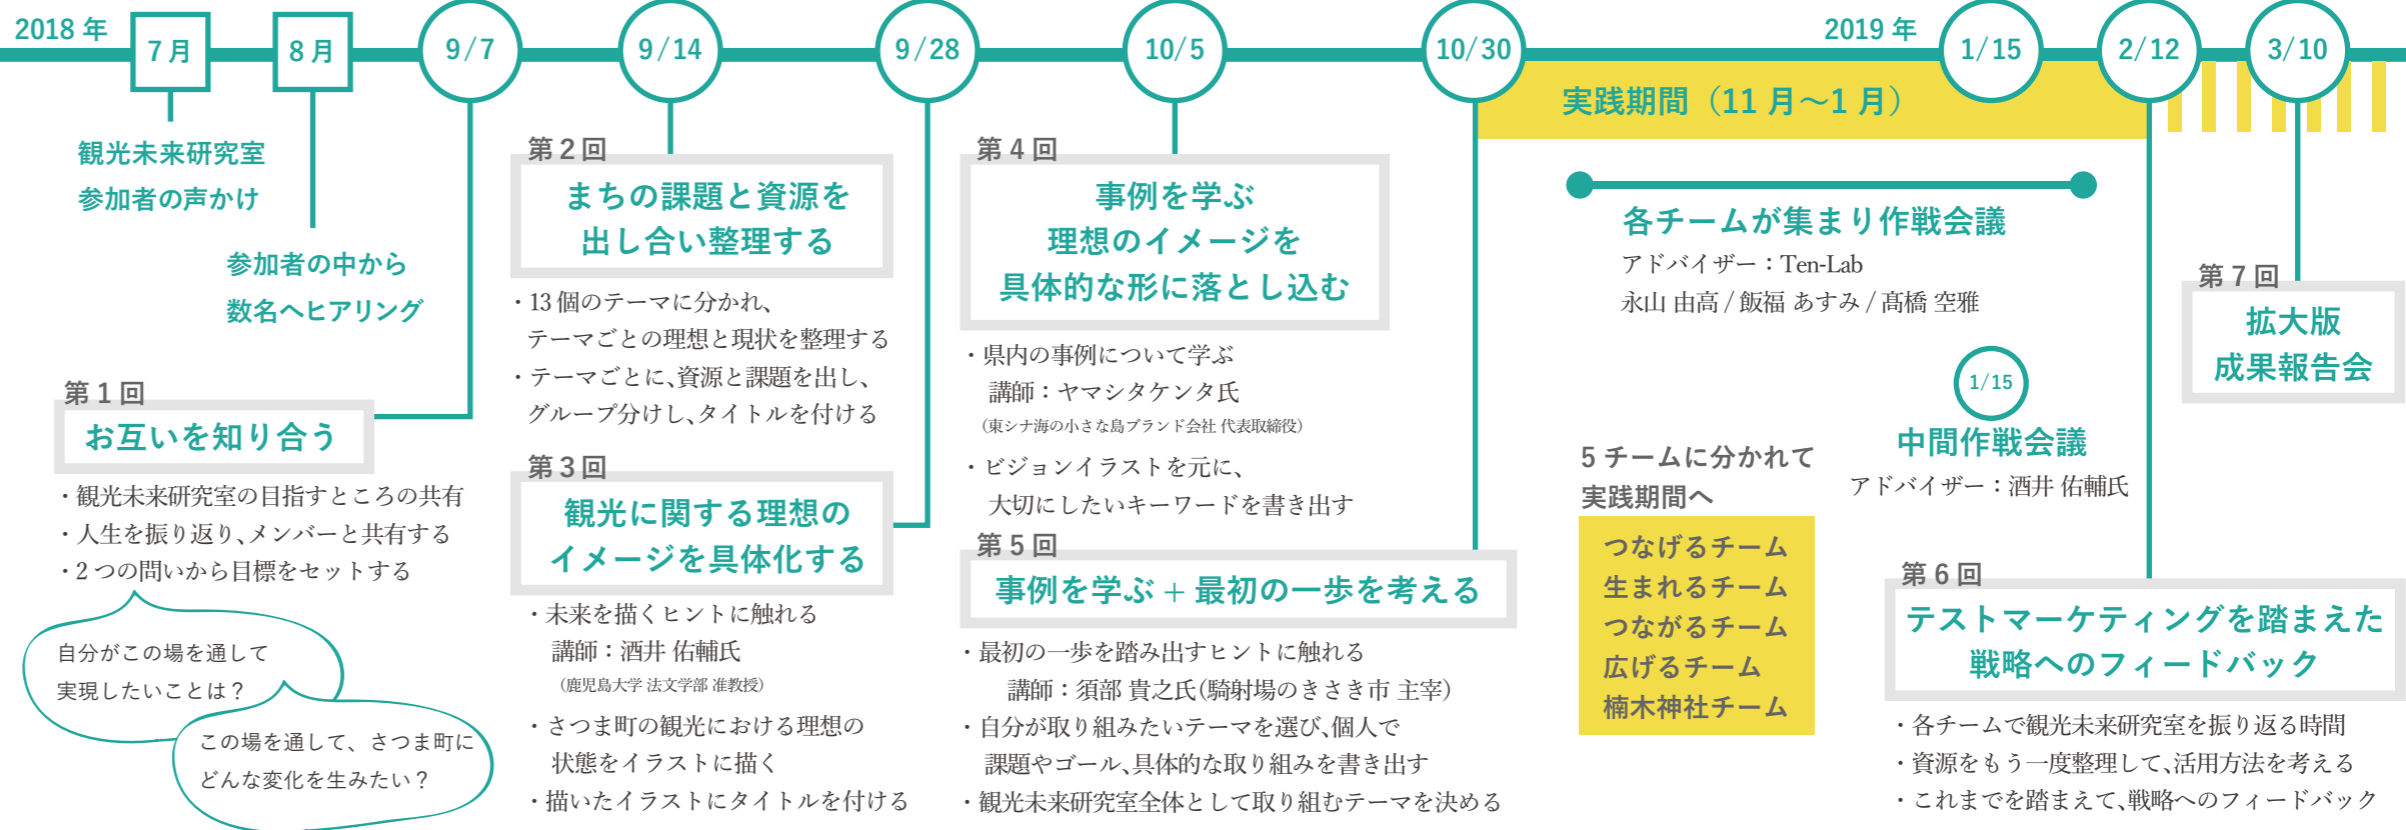 2018 年
7 月
8 月
9/7
9/14
9/28
10/5
10/30
2019 年
1/15
2/12
3/10
実践期間（11 月〜1 月）
観光未来研究室
参加者の声かけ
参加者の中から
数名へヒアリング
第 1 回
お互いを知り合う
・観光未来研究室の目指すところの共有
・人生を振り返り、メンバーと共有する
・2 つの問いから目標をセットする
自分がこの場を通して
実現したいことは？
この場を通して、さつま町に
どんな変化を生みたい？
第 2 回
まちの課題と資源を
出し合い整理する
・13 個のテーマに分かれ、
テーマごとの理想と現状を整理する
・テーマごとに、資源と課題を出し、
グループ分けし、タイトルを付ける
第 3 回
観光に関する理想の
イメージを具体化する
・未来を描くヒントに触れる
講師：酒井 佑輔氏
（鹿児島大学 法文学部 准教授）
・さつま町の観光における理想の
状態をイラストに描く
・描いたイラストにタイトルを付ける
第 4 回
事例を学ぶ
理想のイメージを
具体的な形に落とし込む
・県内の事例について学ぶ
講師：ヤマシタケンタ氏
（東シナ海の小さな島ブランド会社 代表取締役）
・ビジョンイラストを元に、
大切にしたいキーワードを書き出す
第 5 回
事例を学ぶ + 最初の一歩を考える
・最初の一歩を踏み出すヒントに触れる
講師：須部 貴之氏（騎射場のきさき市 主宰）
・自分が取り組みたいテーマを選び、個人で
課題やゴール、具体的な取り組みを書き出す
・観光未来研究室全体として取り組むテーマを決める
各チームが集まり作戦会議
アドバイザー：Ten-Lab
永山 由高 / 飯福 あすみ / 髙橋 空雅
5 チームに分かれて
実践期間へ
つなげるチーム
生まれるチーム
つながるチーム
広げるチーム
楠木神社チーム
1/15
中間作戦会議
アドバイザー：酒井 佑輔氏
第 6 回
テストマーケティングを踏まえた
戦略へのフィードバック
・各チームで観光未来研究室を振り返る時間
・資源をもう一度整理して、活用方法を考える
・これまでを踏まえて、戦略へのフィードバック
第 7 回
拡大版
成果報告会